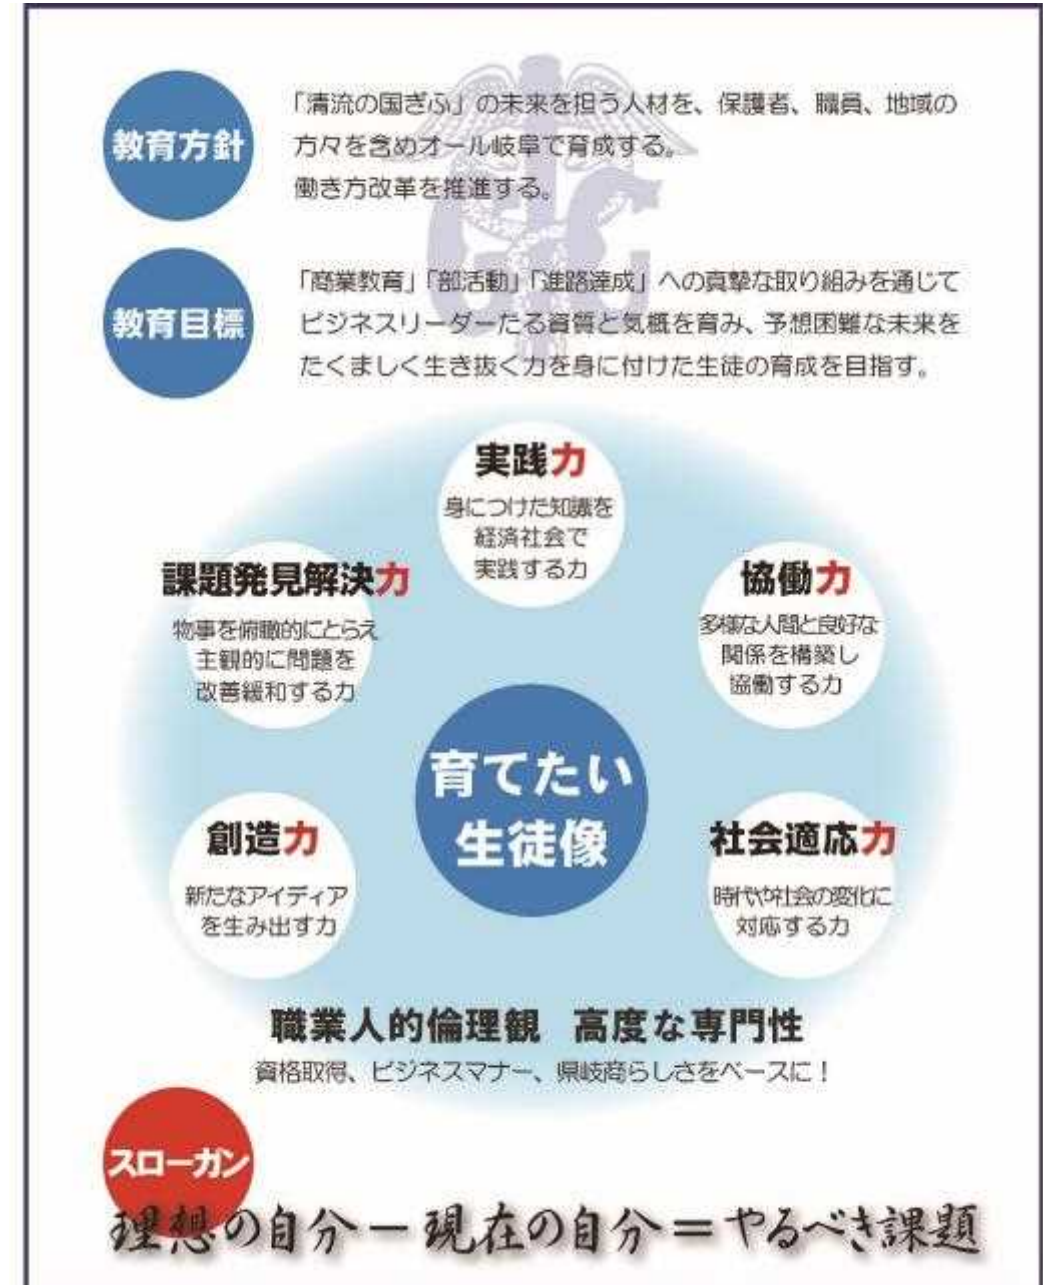 教育方針
「清流の国ぎふ」の未来を担う人材を、保護者、職員、地域の
方々を含めオール岐阜で育成する。
働き方改革を推進する。
教育目標
「商業教育」「部活動」「進路達成」への真摯な取り組みを通じて
ビジネスリーダーたる資質と気概を育み、予想困難な未来を
たくましく生き抜く力を身に付けた生徒の育成を目指す。
実践力
身につけた知識を
経済社会で
実践する力
課題発見解決力
物事を俯瞰的にとらえ
主観的に問題を
改善緩和する力
協働力
多様な人間と良好な
関係を構築し
協働する力
育てたい
生徒像
創造力
新たなアイディア
を生み出す力
社会適応力
時代や社会の変化に
対応する力
職業人的倫理観 高度な専門性
資格取得、ビジネスマナー、県岐商らしさをベースに！
スローガン
理想の自分－現在の自分＝やるべき課題